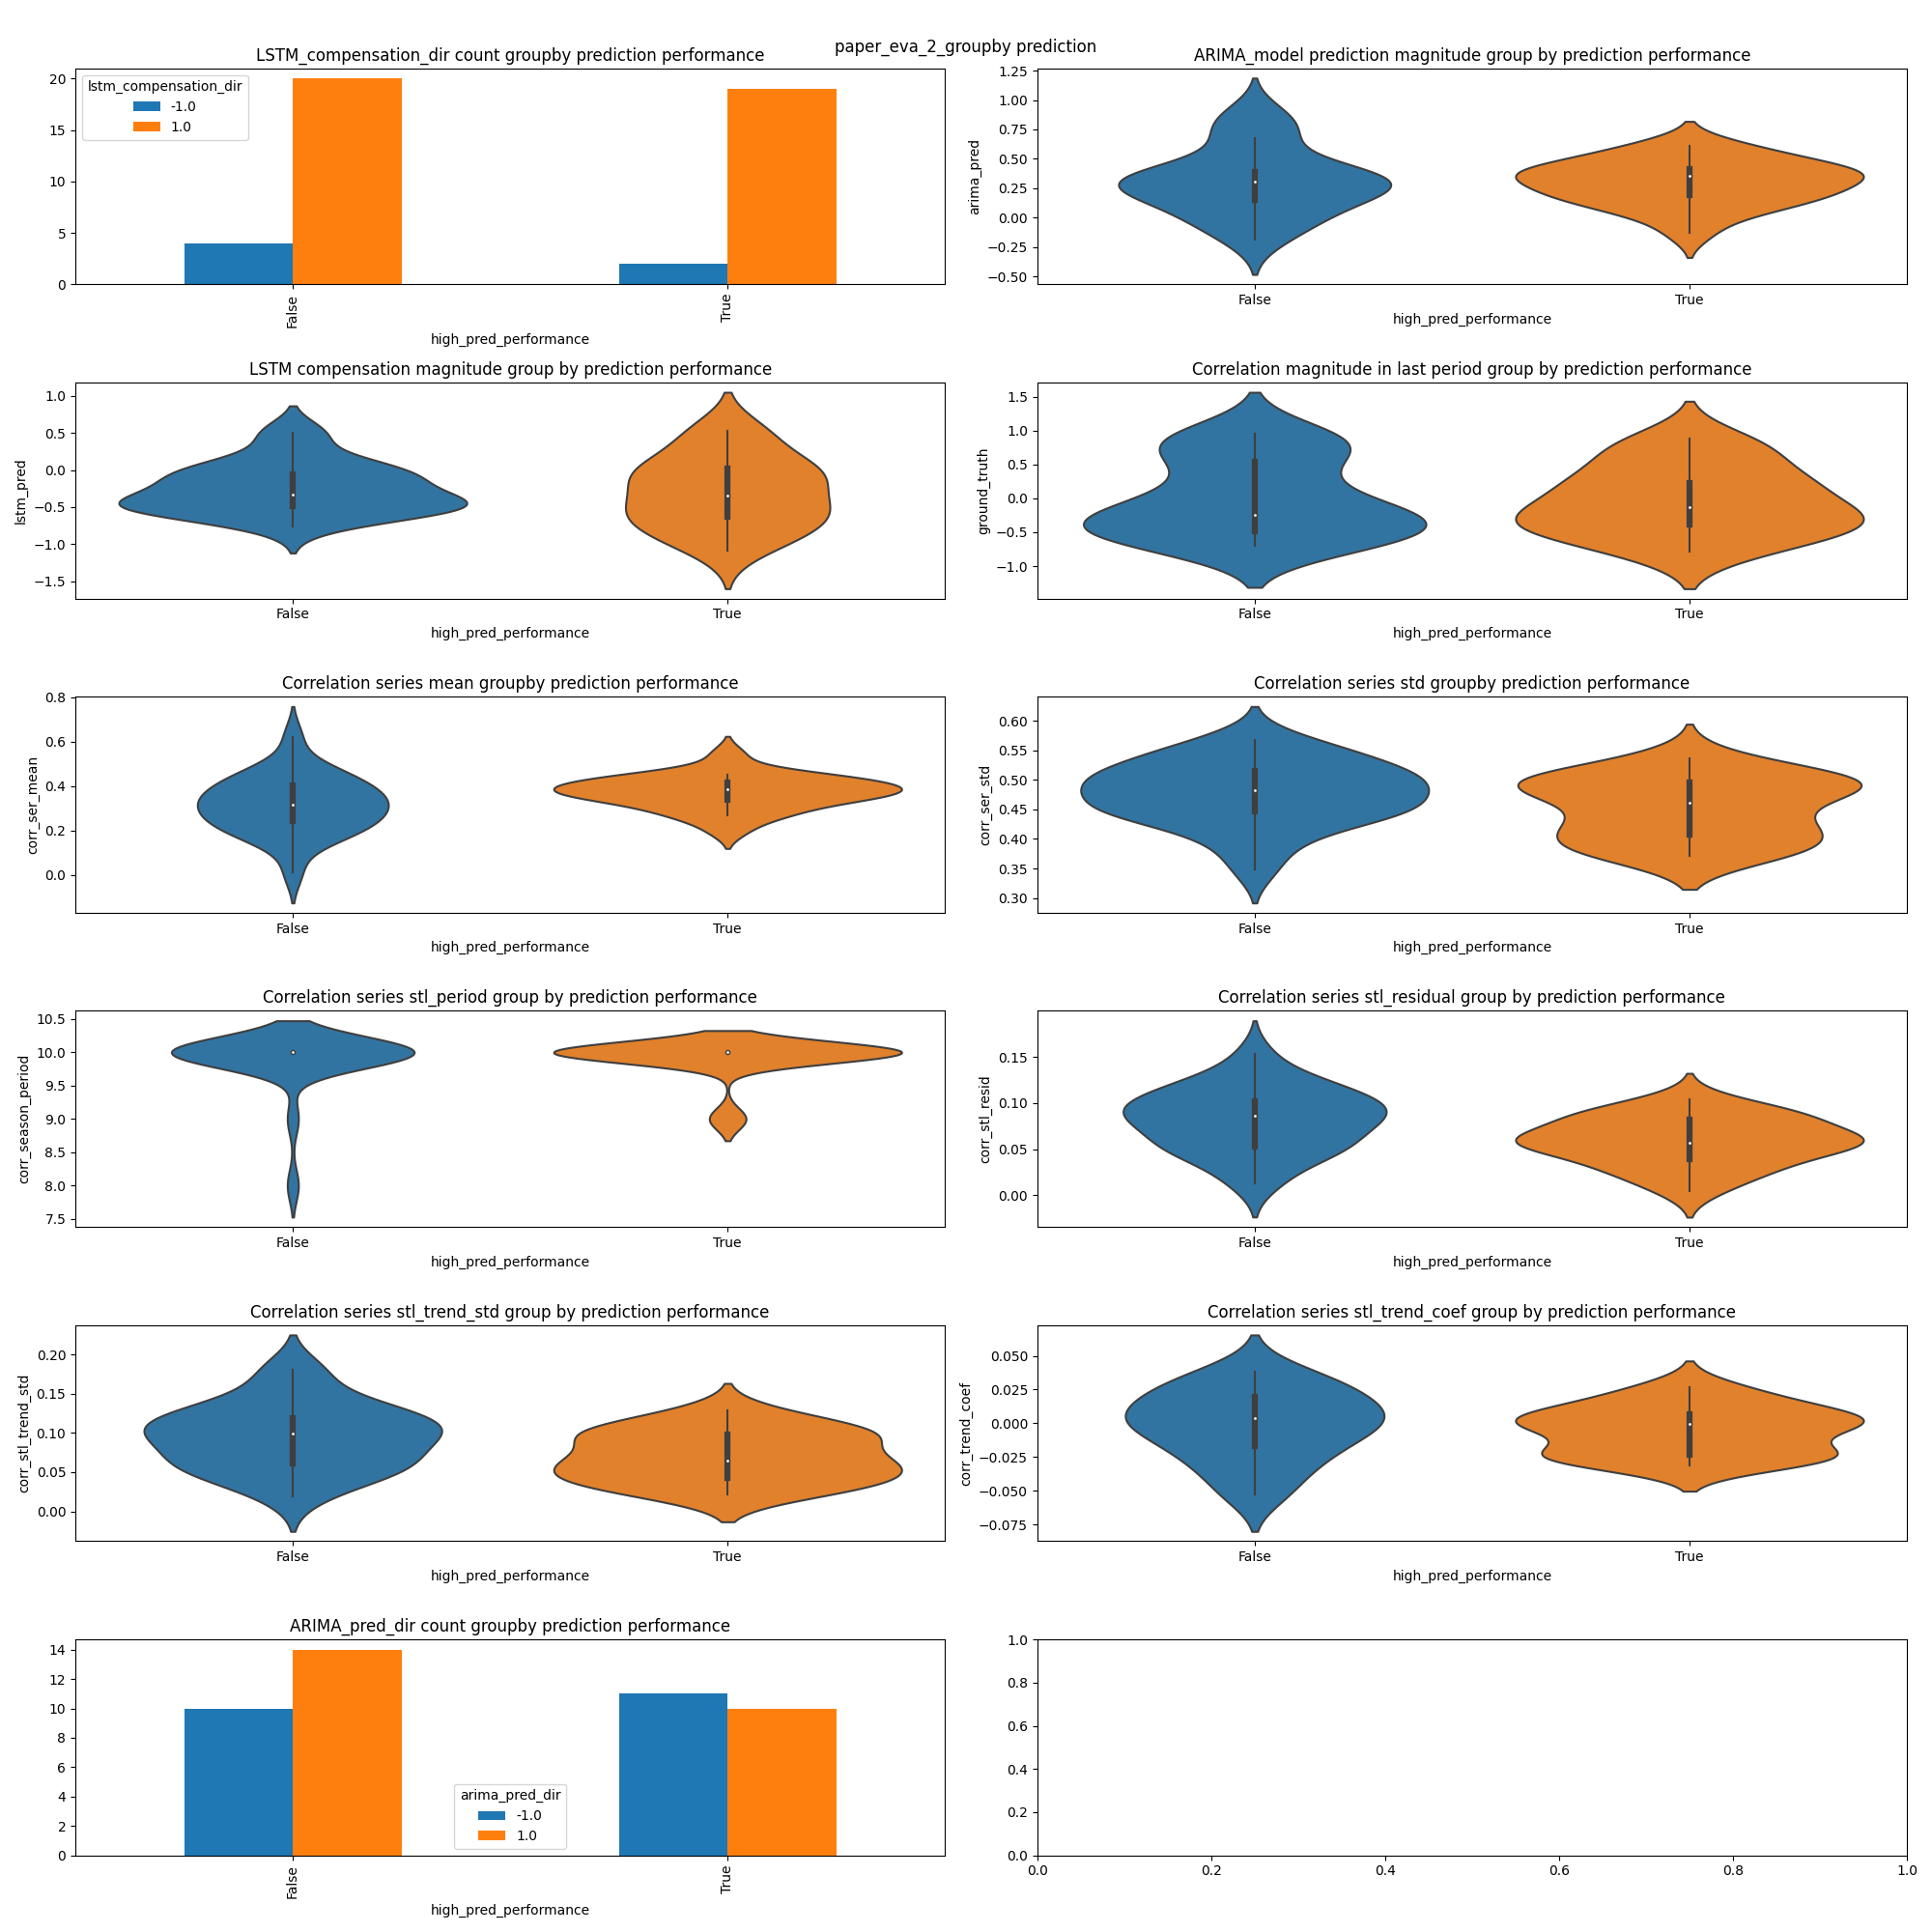 paper_eva_2_groupby prediction
LSTM_compensation_dir count groupby prediction performance
lstm_compensation_dir
-1.0
1.0
20
15
10
5
0
False
True
high_pred_performance
ARIMA_model prediction magnitude group by prediction performance
arima_pred
1.25
1.00
0.75
0.50
0.25
0.00
−0.25
−0.50
False
True
high_pred_performance
LSTM compensation magnitude group by prediction performance
lstm_pred
1.0
0.5
0.0
−0.5
−1.0
−1.5
False
True
high_pred_performance
Correlation magnitude in last period group by prediction performance
ground_truth
1.5
1.0
0.5
0.0
−0.5
−1.0
False
True
high_pred_performance
Correlation series mean groupby prediction performance
corr_ser_mean
0.8
0.6
0.4
0.2
0.0
False
True
high_pred_performance
Correlation series std groupby prediction performance
corr_ser_std
0.60
0.55
0.50
0.45
0.40
0.35
0.30
False
True
high_pred_performance
Correlation series stl_period group by prediction performance
corr_season_period
10.5
10.0
9.5
9.0
8.5
8.0
7.5
False
True
high_pred_performance
Correlation series stl_residual group by prediction performance
corr_stl_resid
0.15
0.10
0.05
0.00
False
True
high_pred_performance
Correlation series stl_trend_std group by prediction performance
corr_stl_trend_std
0.20
0.15
0.10
0.05
0.00
False
True
high_pred_performance
Correlation series stl_trend_coef group by prediction performance
corr_trend_coef
0.050
0.025
0.000
−0.025
−0.050
−0.075
False
True
high_pred_performance
ARIMA_pred_dir count groupby prediction performance
14
12
10
8
6
4
2
0
arima_pred_dir
-1.0
1.0
False
True
high_pred_performance
1.0
0.8
0.6
0.4
0.2
0.0
0.0
0.2
0.4
0.6
0.8
1.0